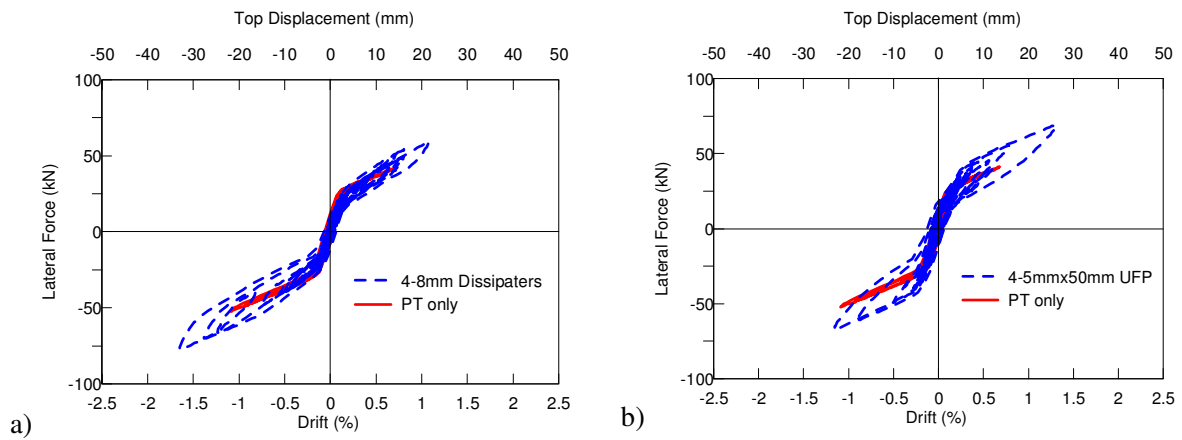 Top Displacement (mm)
-50 -40 -30 -20 -10 0 10 20 30 40 50
100
50
0
-50
-100
Lateral Force (kN)
4-8mm Dissipaters
PT only
-2.5 -2 -1.5 -1 -0.5 0 0.5 1 1.5 2 2.5
Drift (%)
a)
Top Displacement (mm)
-50 -40 -30 -20 -10 0 10 20 30 40 50
100
50
0
-50
-100
Lateral Force (kN)
4-5mmx50mm UFP
PT only
-2.5 -2 -1.5 -1 -0.5 0 0.5 1 1.5 2 2.5
Drift (%)
b)